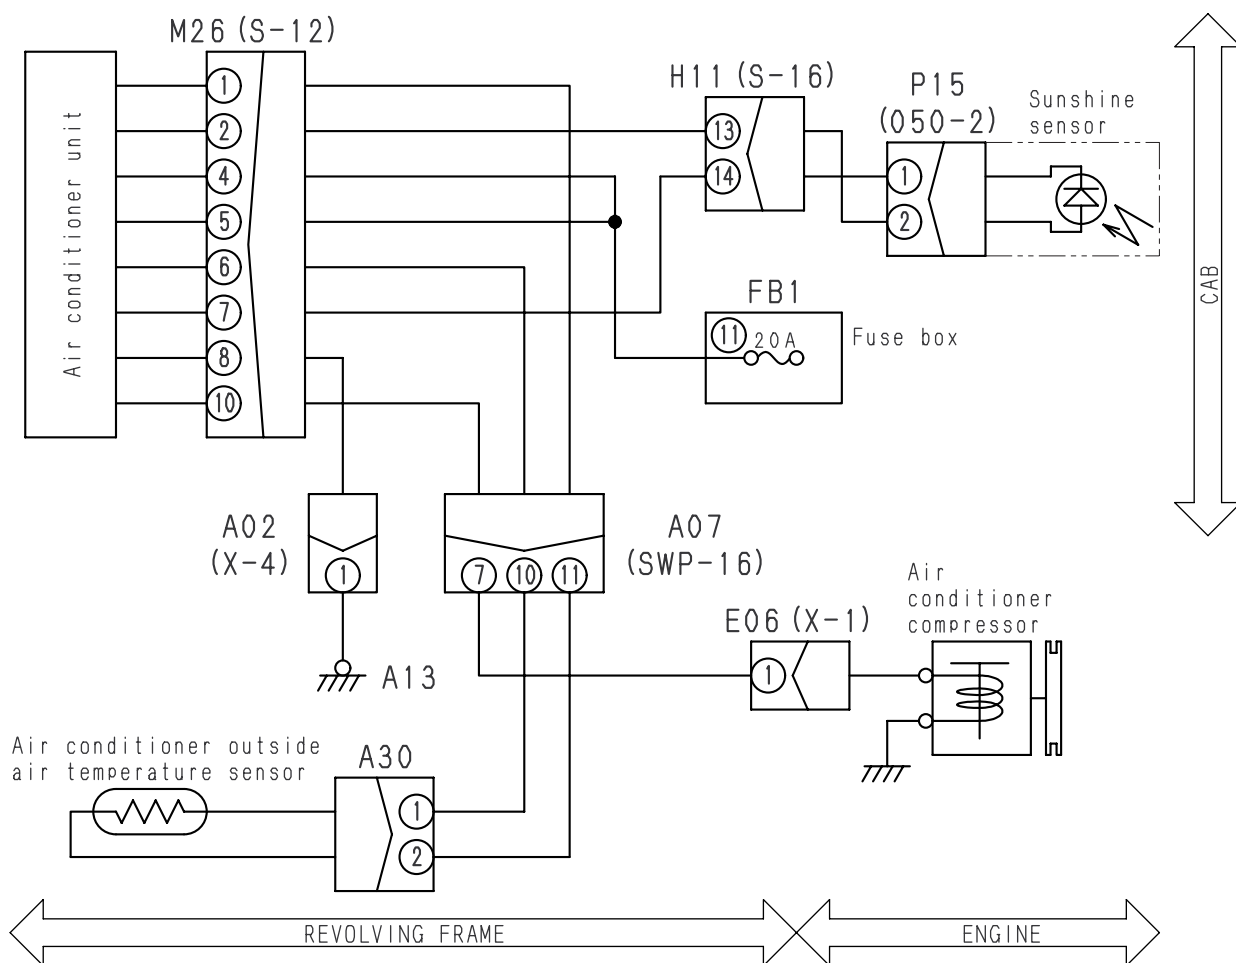 M26 (S-12)
Air conditioner unit
1
2
4
5
6
7
8
10
H11 (S-16)
13
14
P15
(050-2)
1
2
Sunshine
sensor
FB1
11
20A
Fuse box
CAB
A02
(X-4)
1
A13
A07
(SWP-16)
7
10
11
E06 (X-1)
1
Air
conditioner
compressor
Air conditioner outside
air temperature sensor
A30
1
2
REVOLVING FRAME
ENGINE